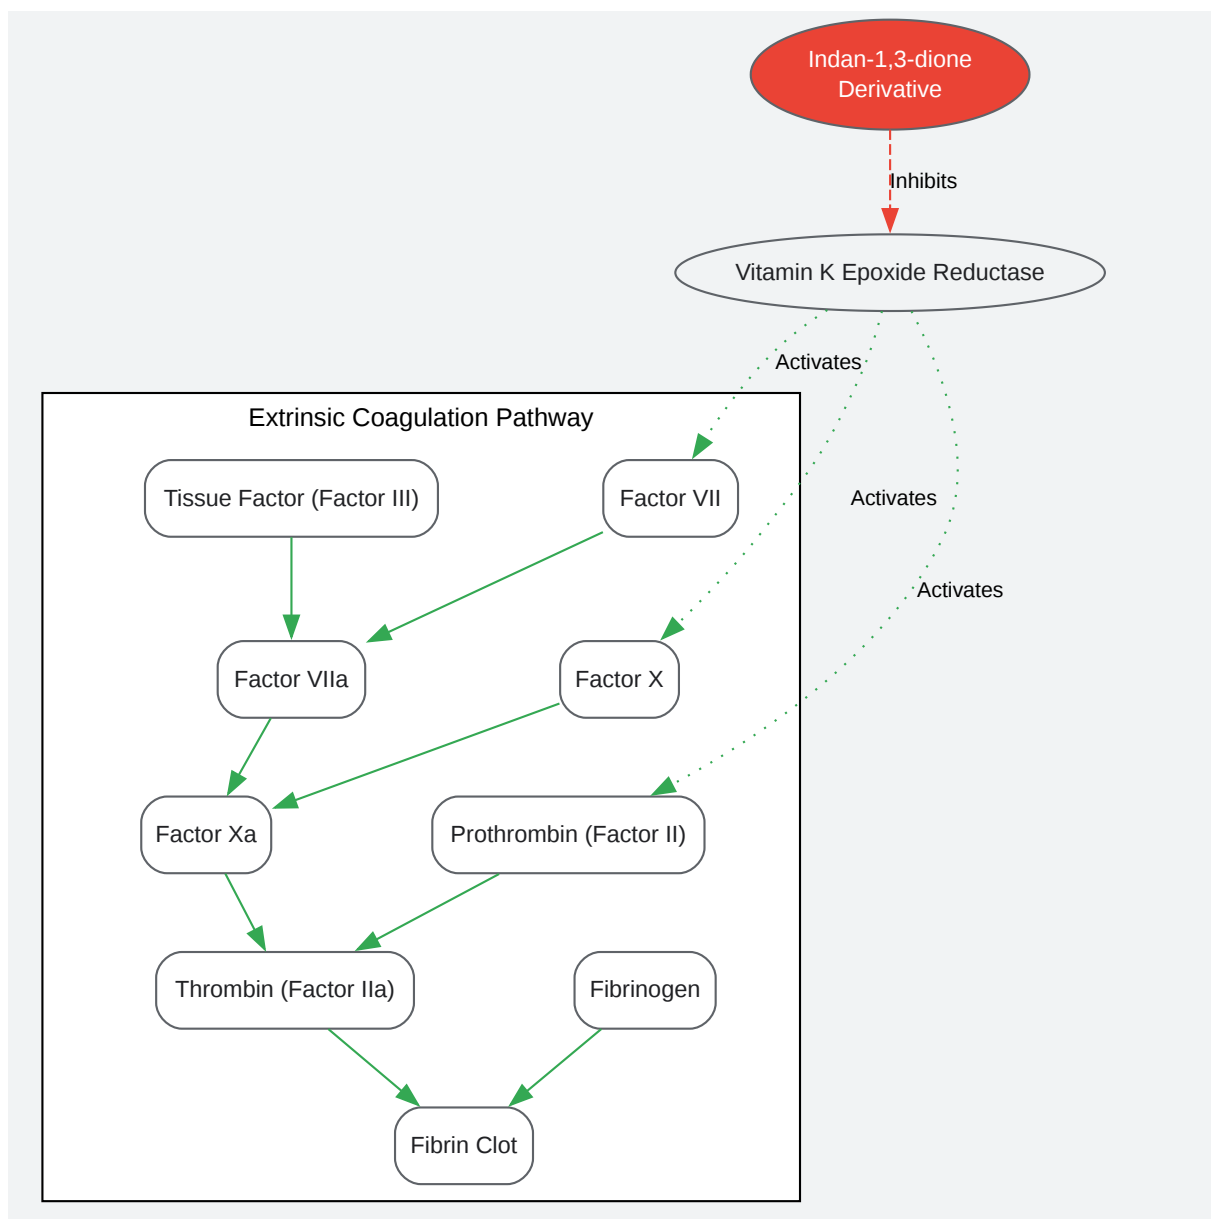 Indan-1,3-dione
Derivative
Inhibits
Vitamin K Epoxide Reductase
Activates
Extrinsic Coagulation Pathway
Tissue Factor (Factor III)
Factor VII
Activates
Activates
Factor VIIa
Factor X
Factor Xa
Prothrombin (Factor II)
Thrombin (Factor IIa)
Fibrinogen
Fibrin Clot